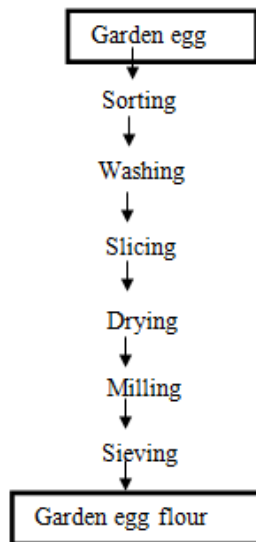 Garden egg
Sorting
Washing
Slicing
Drying
Milling
Sieving
Garden egg flour